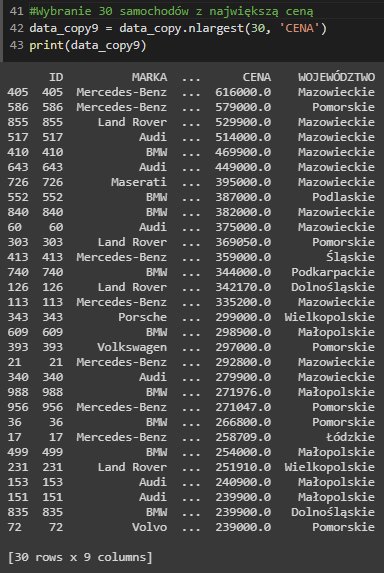 41 #Wybranie 30 samochodów z największą ceną
42 data_copy9 = data_copy.nlargest(30, 'CENA')
43 print(data_copy9)
ID MARKA ... CENA WOJEWÓDZTWO
405 405 Mercedes-Benz ... 616000.0 Mazowieckie
586 586 Mercedes-Benz ... 579000.0 Pomorskie
855 855 Land Rover ... 529900.0 Mazowieckie
517 517 Audi ... 514000.0 Mazowieckie
410 410 BMW ... 469900.0 Mazowieckie
643 643 Audi ... 449000.0 Mazowieckie
726 726 Maserati ... 395000.0 Mazowieckie
552 552 BMW ... 387000.0 Podlaskie
840 840 BMW ... 382000.0 Mazowieckie
60 60 Audi ... 375000.0 Mazowieckie
303 303 Land Rover ... 369050.0 Pomorskie
413 413 Mercedes-Benz ... 359000.0 Śląskie
740 740 BMW ... 344000.0 Podkarpackie
126 126 Land Rover ... 342170.0 Dolnośląskie
113 113 Mercedes-Benz ... 335200.0 Mazowieckie
343 343 Porsche ... 299000.0 Wielkopolskie
609 609 BMW ... 298900.0 Małopolskie
393 393 Volkswagen ... 297000.0 Pomorskie
21 21 Mercedes-Benz ... 292800.0 Mazowieckie
340 340 Audi ... 279900.0 Mazowieckie
988 988 BMW ... 271976.0 Małopolskie
956 956 Mercedes-Benz ... 271047.0 Pomorskie
36 36 BMW ... 266800.0 Pomorskie
17 17 Mercedes-Benz ... 258709.0 Łódzkie
499 499 BMW ... 254000.0 Małopolskie
231 231 Land Rover ... 251910.0 Wielkopolskie
153 153 Audi ... 240900.0 Małopolskie
151 151 Audi ... 239900.0 Małopolskie
835 835 BMW ... 239900.0 Dolnośląskie
72 72 Volvo ... 239000.0 Pomorskie
[30 rows x 9 columns]